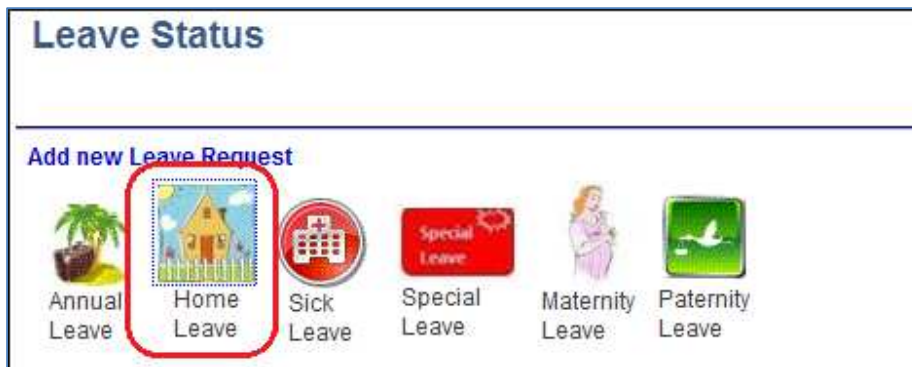 Leave Status
Add new Leave Request
Special
Leave
Annual
Leave
Home
Leave
Sick
Leave
Special
Leave
Maternity
Leave
Paternity
Leave